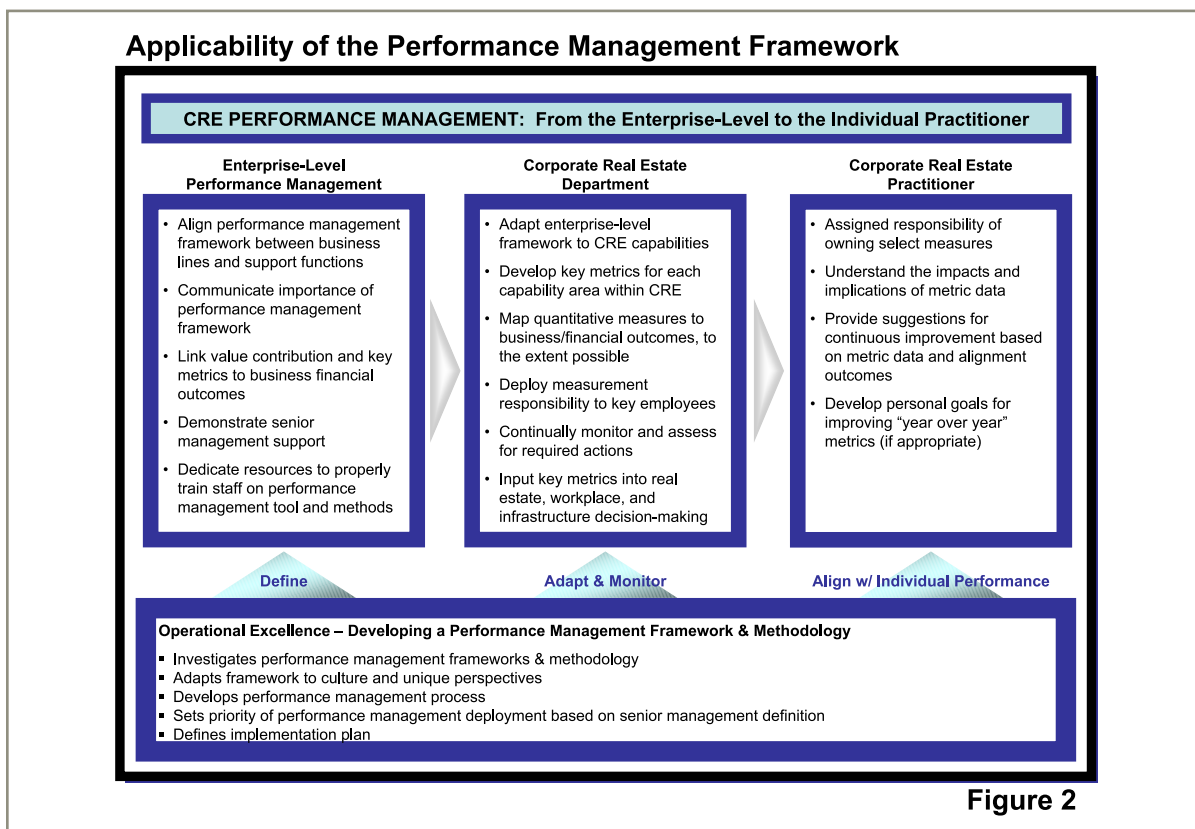 Applicability of the Performance Management Framework
CRE PERFORMANCE MANAGEMENT:  From the Enterprise-Level to the Individual Practitioner
Enterprise-Level
Performance Management
• Align performance management
framework between business
lines and support functions
• Communicate importance of
performance management
framework
• Link value contribution and key
metrics to business financial
outcomes
• Demonstrate senior
management support
• Dedicate resources to properly
train staff on performance
management tool and methods
Corporate Real Estate
Department
• Adapt enterprise-level
framework to CRE capabilities
• Develop key metrics for each
capability area within CRE
• Map quantitative measures to
business/financial outcomes, to
the extent possible
• Deploy measurement
responsibility to key employees
• Continually monitor and assess
for required actions
• Input key metrics into real
estate, workplace, and
infrastructure decision-making
Corporate Real Estate
Practitioner
• Assigned responsibility of
owning select measures
• Understand the impacts and
implications of metric data
• Provide suggestions for
continuous improvement based
on metric data and alignment
outcomes
• Develop personal goals for
improving “year over year”
metrics (if appropriate)
Define
Adapt & Monitor
Align w/ Individual Performance
Operational Excellence – Developing a Performance Management Framework & Methodology
▪ Investigates performance management frameworks & methodology
▪ Adapts framework to culture and unique perspectives
▪ Develops performance management process
▪ Sets priority of performance management deployment based on senior management definition
▪ Defines implementation plan
Figure 2